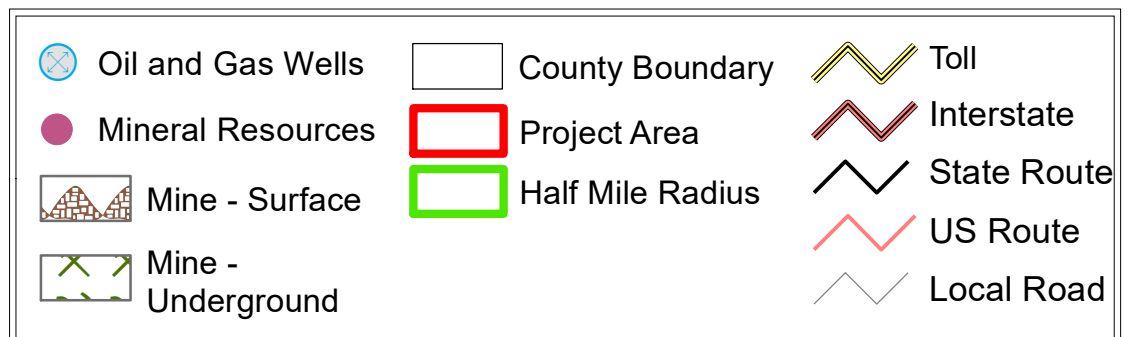 Oil and Gas Wells
Mineral Resources
Mine - Surface
Mine -
Underground
County Boundary
Project Area
Half Mile Radius
Toll
Interstate
State Route
US Route
Local Road